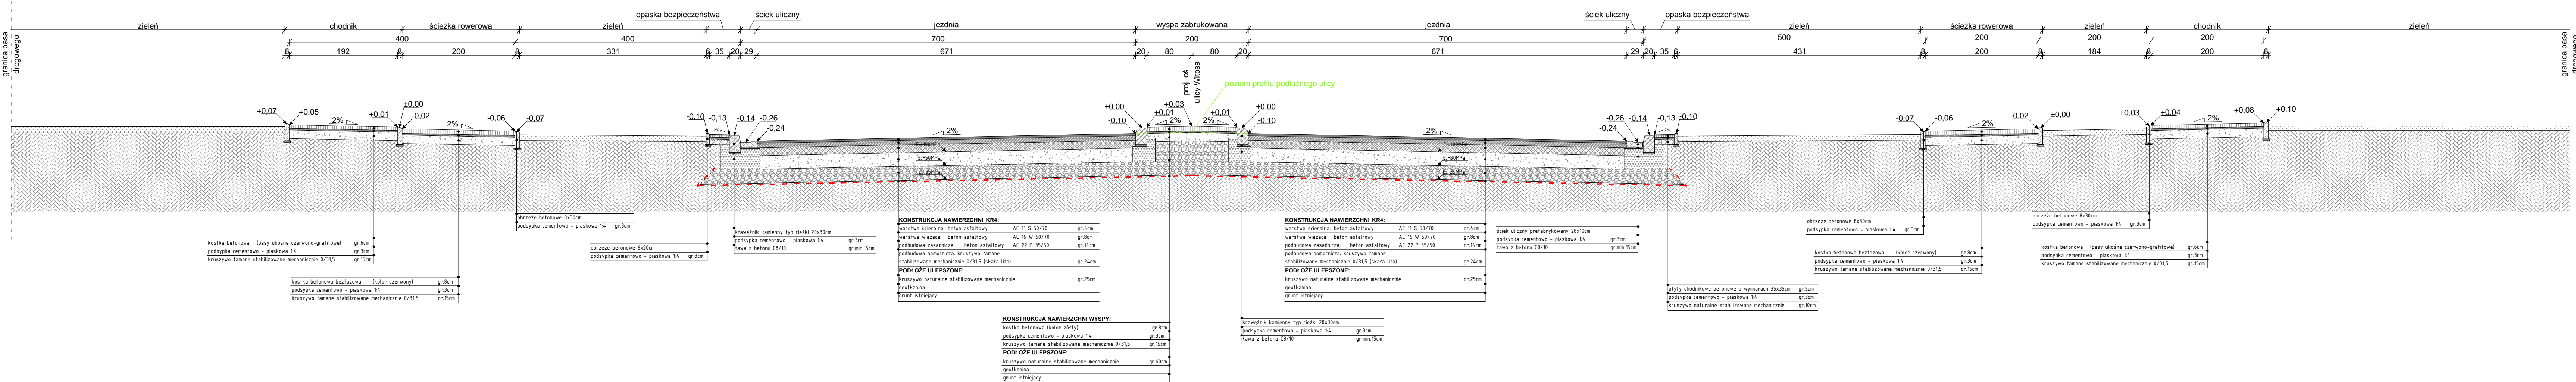 opaska bezpieczeństwa
ściek uliczny
ściek uliczny
opaska bezpieczeństwa
zieleń
chodnik
ścieżka rowerowa
zieleń
jezdnia
wyspa zabrukowana
jezdnia
zieleń
ścieżka rowerowa
zieleń
chodnik
zieleń
400 400 700 200 700 500 200 200 200
8 192 8 200 8 331 6 35 20 29 671 20 80 80 20 671 29 20 35 6 431 8 200 8 184 8 200 8
granica pasa
drogowego
proj. oś
ulicy Witosa
granica pasa
drogowego
poziom profilu podłużnego ulicy
+0,07 +0,05 2% +0,01 ±0,00 -0,02 2% -0,06 -0,07
-0,10 -0,13 2% -0,14 -0,26 -0,24 2%
±0,00 -0,10 +0,03 +0,01 2% 2% +0,01 ±0,00 -0,10
2% -0,26 -0,24 -0,14 -0,13 2% -0,10
-0,07 -0,06 2% -0,02 ±0,00 +0,03 +0,04 2% +0,08 +0,10
E₂=100MPa
E₂=50MPa
E₂=35MPa
E₂=100MPa
E₂=50MPa
E₂=35MPa
kostka betonowa (pasy ukośne czerwono-grafitowe) gr.6cm
podsypka cementowo - piaskowa 1:4 gr.3cm
kruszywo łamane stabilizowane mechanicznie 0/31,5 gr.15cm
kostka betonowa bezfazowa (kolor czerwony) gr.8cm
podsypka cementowo - piaskowa 1:4 gr.3cm
kruszywo łamane stabilizowane mechanicznie 0/31,5 gr.15cm
obrzeże betonowe 8x30cm
podsypka cementowo - piaskowa 1:4 gr.3cm
obrzeże betonowe 6x20cm
podsypka cementowo - piaskowa 1:4 gr.3cm
krawężnik kamienny typ ciężki 20x30cm
podsypka cementowo - piaskowa 1:4 gr.3cm
ława z betonu C8/10 gr.min.15cm
KONSTRUKCJA NAWIERZCHNI KR4:
warstwa ścieralna: beton asfaltowy AC 11 S 50/70 gr.4cm
warstwa wiążąca: beton asfaltowy AC 16 W 50/70 gr.8cm
podbudowa zasadnicza: beton asfaltowy AC 22 P 35/50 gr.14cm
podbudowa pomocnicza: kruszywo łamane
stabilizowane mechanicznie 0/31,5 (skała lita) gr.24cm
PODŁOŻE ULEPSZONE:
kruszywo naturalne stabilizowane mechanicznie gr.25cm
geotkanina
grunt istniejący
KONSTRUKCJA NAWIERZCHNI WYSPY:
kostka betonowa (kolor żółty) gr.8cm
podsypka cementowo - piaskowa 1:4 gr.3cm
kruszywo łamane stabilizowane mechanicznie 0/31,5 gr.15cm
PODŁOŻE ULEPSZONE:
kruszywo naturalne stabilizowane mechanicznie gr.60cm
geotkanina
grunt istniejący
krawężnik kamienny typ ciężki 20x30cm
podsypka cementowo - piaskowa 1:4 gr.3cm
ława z betonu C8/10 gr.min.15cm
KONSTRUKCJA NAWIERZCHNI KR4:
warstwa ścieralna: beton asfaltowy AC 11 S 50/70 gr.4cm
warstwa wiążąca: beton asfaltowy AC 16 W 50/70 gr.8cm
podbudowa zasadnicza: beton asfaltowy AC 22 P 35/50 gr.14cm
podbudowa pomocnicza: kruszywo łamane
stabilizowane mechanicznie 0/31,5 (skała lita) gr.24cm
PODŁOŻE ULEPSZONE:
kruszywo naturalne stabilizowane mechanicznie gr.25cm
geotkanina
grunt istniejący
ściek uliczny prefabrykowany 28x10cm
podsypka cementowo - piaskowa 1:4 gr.3cm
ława z betonu C8/10 gr.min.15cm
płyty chodnikowe betonowe o wymiarach 35x35cm gr.5cm
podsypka cementowo - piaskowa 1:4 gr.3cm
kruszywo naturalne stabilizowane mechanicznie gr.10cm
obrzeże betonowe 8x30cm
podsypka cementowo - piaskowa 1:4 gr.3cm
kostka betonowa bezfazowa (kolor czerwony) gr.8cm
podsypka cementowo - piaskowa 1:4 gr.3cm
kruszywo łamane stabilizowane mechanicznie 0/31,5 gr.15cm
obrzeże betonowe 8x30cm
podsypka cementowo - piaskowa 1:4 gr.3cm
kostka betonowa (pasy ukośne czerwono-grafitowe) gr.6cm
podsypka cementowo - piaskowa 1:4 gr.3cm
kruszywo łamane stabilizowane mechanicznie 0/31,5 gr.15cm